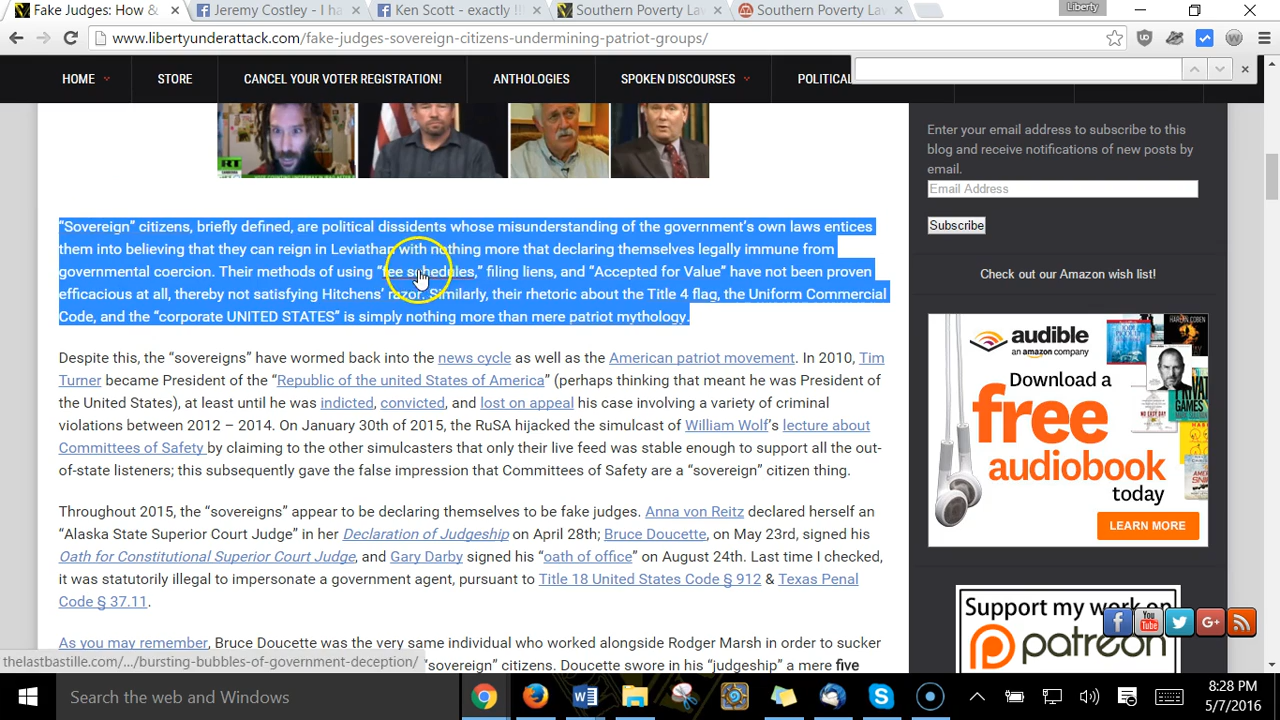 Fake Judges: How &
Jeremy Costley - I ha
Ken Scott - exactly !!!
Southern Poverty Law
Southern Poverty Law
Liberty
www.libertyunderattack.com/fake-judges-sovereign-citizens-undermining-patriot-groups/
HOME
STORE
CANCEL YOUR VOTER REGISTRATION!
ANTHOLOGIES
SPOKEN DISCOURSES
POLITICAL
RT
“Sovereign” citizens, briefly defined, are political dissidents whose misunderstanding of the government’s own laws entices
them into believing that they can reign in Leviathan with nothing more that declaring themselves legally immune from
governmental coercion. Their methods of using “fee schedules,” filing liens, and “Accepted for Value” have not been proven
efficacious at all, thereby not satisfying Hitchens’ razor. Similarly, their rhetoric about the Title 4 flag, the Uniform Commercial
Code, and the “corporate UNITED STATES” is simply nothing more than mere patriot mythology.
Despite this, the “sovereigns” have wormed back into the news cycle as well as the American patriot movement. In 2010, Tim
Turner became President of the “Republic of the united States of America” (perhaps thinking that meant he was President of
the United States), at least until he was indicted, convicted, and lost on appeal his case involving a variety of criminal
violations between 2012 – 2014. On January 30th of 2015, the RuSA hijacked the simulcast of William Wolf’s lecture about
Committees of Safety by claiming to the other simulcasters that only their live feed was stable enough to support all the out-
of-state listeners; this subsequently gave the false impression that Committees of Safety are a “sovereign” citizen thing.
Throughout 2015, the “sovereigns” appear to be declaring themselves to be fake judges. Anna von Reitz declared herself an
“Alaska State Superior Court Judge” in her Declaration of Judgeship on April 28th; Bruce Doucette, on May 23rd, signed his
Oath for Constitutional Superior Court Judge, and Gary Darby signed his “oath of office” on August 24th. Last time I checked,
it was statutorily illegal to impersonate a government agent, pursuant to Title 18 United States Code § 912 & Texas Penal
Code § 37.11.
As you may remember, Bruce Doucette was the very same individual who worked alongside Rodger Marsh in order to sucker
“sovereign” citizens. Doucette swore in his “judgeship” a mere five
thelastbastille.com/.../bursting-bubbles-of-government-deception/
Enter your email address to subscribe to this
blog and receive notifications of new posts by
email.
Email Address
Subscribe
Check out our Amazon wish list!
audible
an amazon company
Download a
free
audiobook
today
LEARN MORE
Support my work on
patreon
Search the web and Windows
8:28 PM
5/7/2016